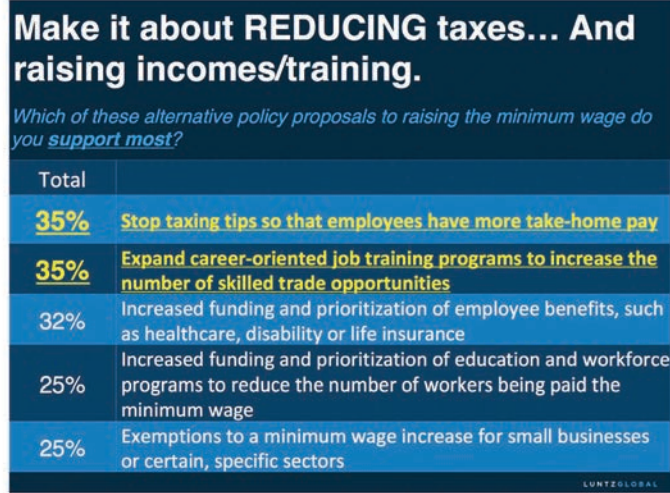 Make it about REDUCING taxes... And
raising incomes/training.
Which of these alternative policy proposals to raising the minimum wage do
you support most?
Total
35% Stop taxing tips so that employees have more take-home pay
35% Expand career-oriented job training programs to increase the
number of skilled trade opportunities
32% Increased funding and prioritization of employee benefits, such
as healthcare, disability or life insurance
25% Increased funding and prioritization of education and workforce
programs to reduce the number of workers being paid the
minimum wage
25% Exemptions to a minimum wage increase for small businesses
or certain, specific sectors
LUNTZGLOBAL